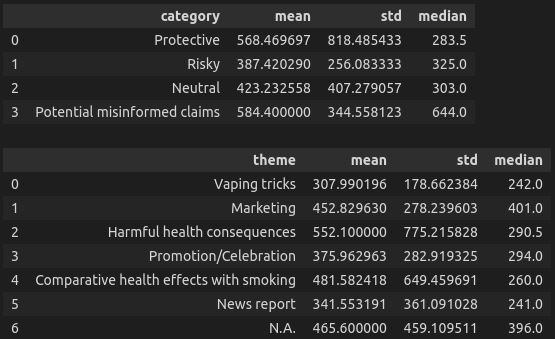 category mean std median
0 Protective 568.469697 818.485433 283.5
1 Risky 387.420290 256.083333 325.0
2 Neutral 423.232558 407.279057 303.0
3 Potential misinformed claims 584.400000 344.558123 644.0
theme mean std median
0 Vaping tricks 307.990196 178.662384 242.0
1 Marketing 452.829630 278.239603 401.0
2 Harmful health consequences 552.100000 775.215828 290.5
3 Promotion/Celebration 375.962963 282.919325 294.0
4 Comparative health effects with smoking 481.582418 649.459691 260.0
5 News report 341.553191 361.091028 241.0
6 N.A. 465.600000 459.109511 396.0